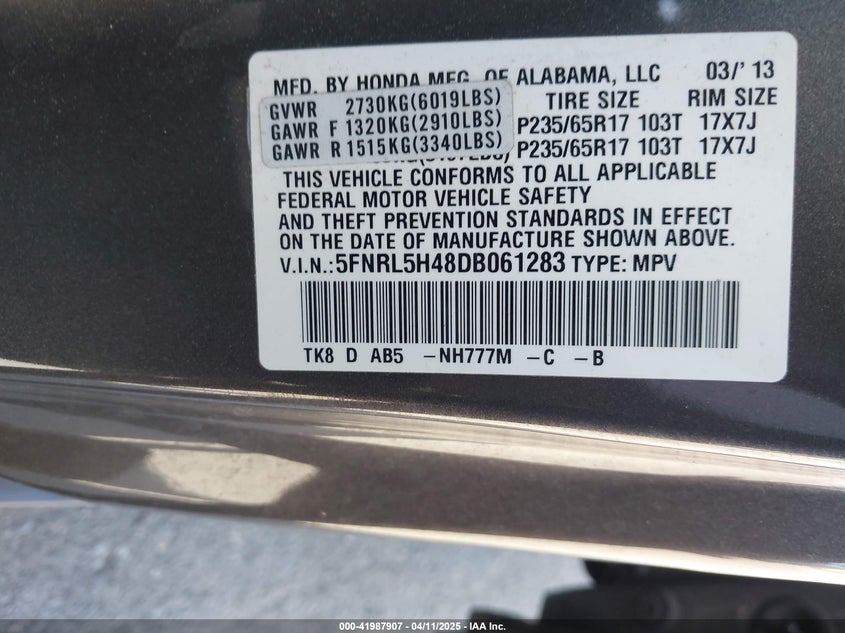 MFD. BY HONDA MFG. OF ALABAMA, LLC 03/' 13
GVWR 2730KG(6019LBS) TIRE SIZE RIM SIZE
GAWR F 1320KG(2910LBS) P235/65R17 103T 17X7J
GAWR R 1515KG(3340LBS) P235/65R17 103T 17X7J
THIS VEHICLE CONFORMS TO ALL APPLICABLE
FEDERAL MOTOR VEHICLE SAFETY
AND THEFT PREVENTION STANDARDS IN EFFECT
ON THE DATE OF MANUFACTURE SHOWN ABOVE.
V.I.N.: 5FNRL5H48DB061283 TYPE: MPV
TK8 D AB5 -NH777M -C -B
000-41987907 - 04/11/2025 - IAA Inc.